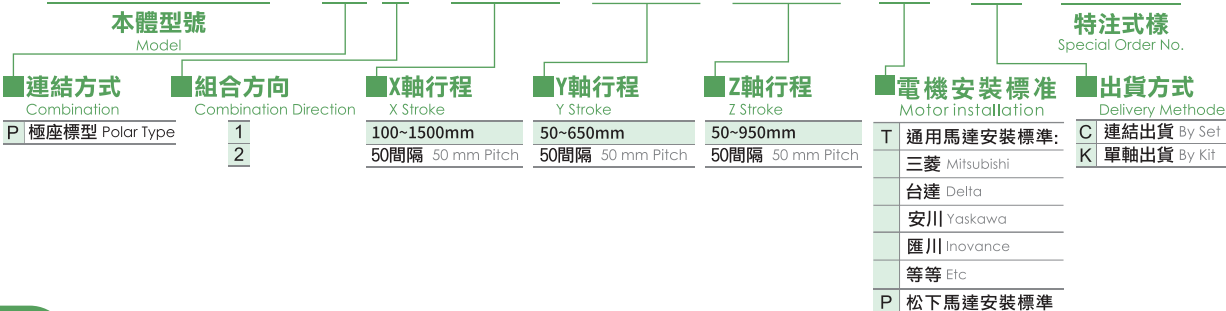 本體型號
Model
特注式樣
Special Order No.
連結方式
Combination
P 極座標型 Polar Type
組合方向
Combination Direction
1
2
X軸行程
X Stroke
100~1500mm
50間隔 50 mm Pitch
Y軸行程
Y Stroke
50~650mm
50間隔 50 mm Pitch
Z軸行程
Z Stroke
50~950mm
50間隔 50 mm Pitch
電機安裝標准
Motor installation
T 通用馬達安裝標準:
三菱 Mitsubishi
台達 Delta
安川 Yaskawa
匯川 Inovance
等等 Etc
P 松下馬達安裝標準
出貨方式
Delivery Methode
C 連結出貨 By Set
K 單軸出貨 By Kit